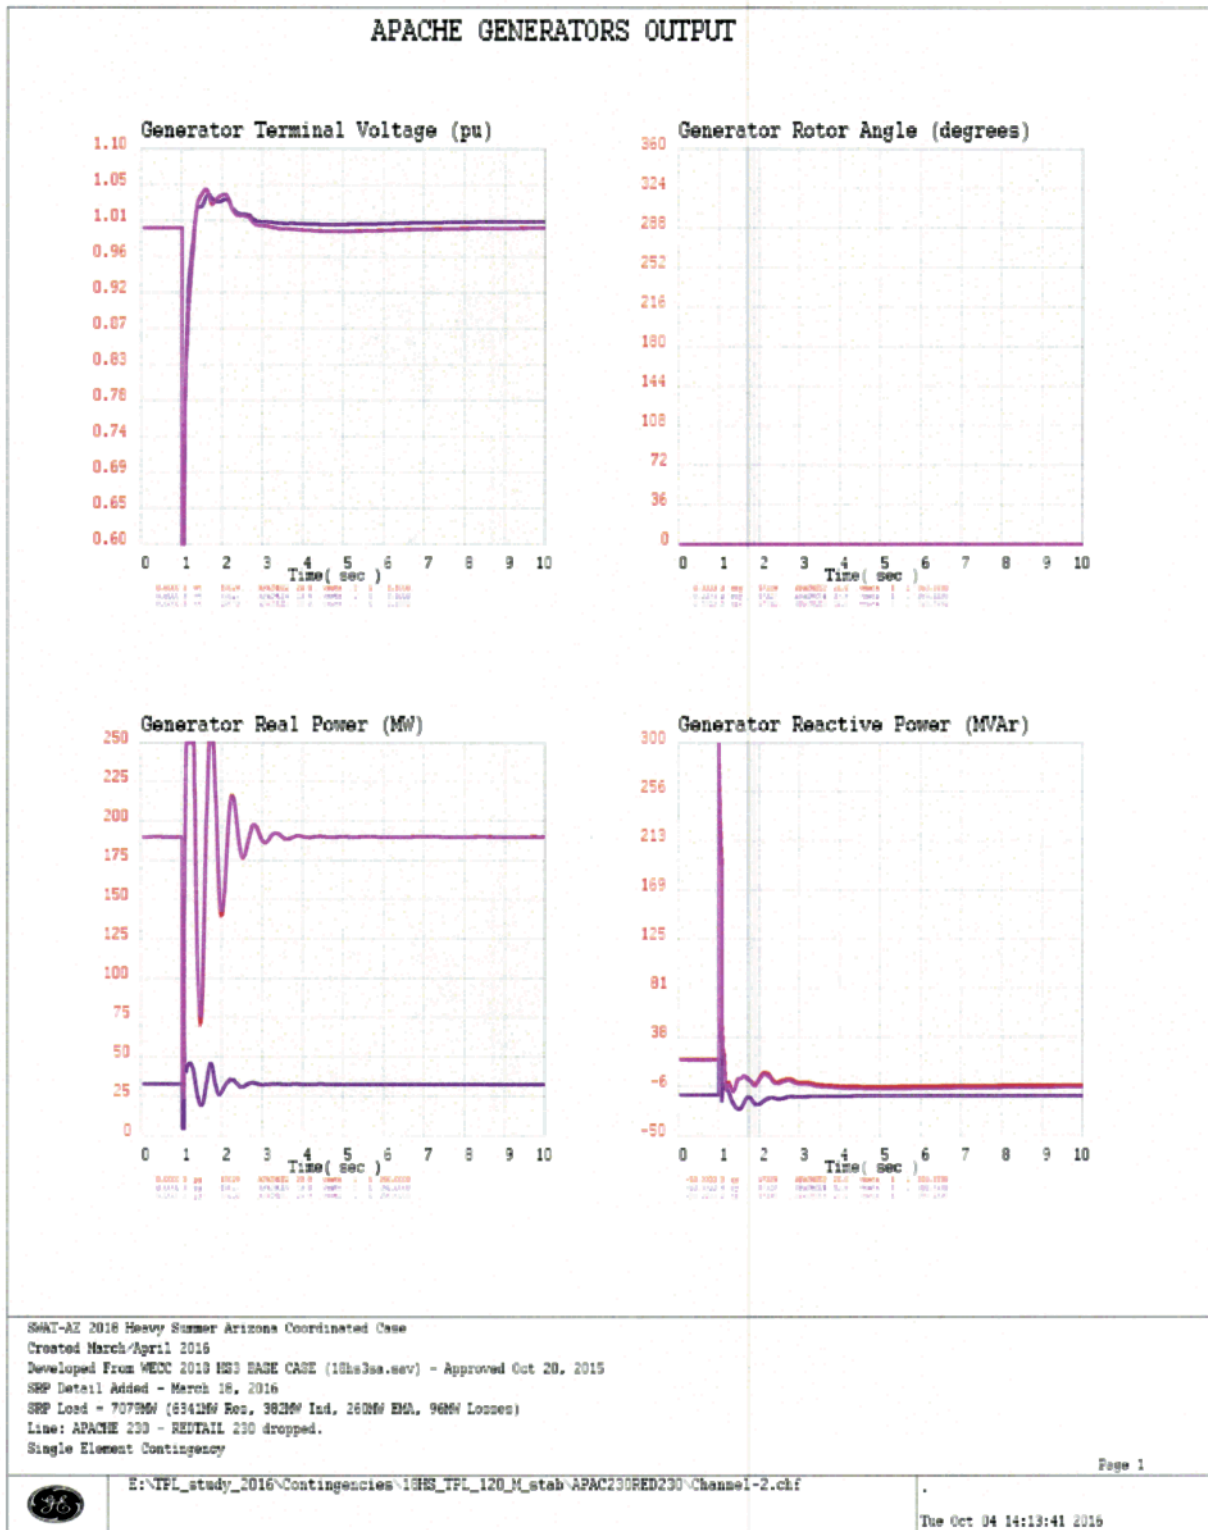 APACHE GENERATORS OUTPUT
Generator Terminal Voltage (pu)
1.10
1.05
1.01
0.96
0.92
0.87
0.83
0.78
0.74
0.69
0.65
0.60
0 1 2 3 4 5 6 7 8 9 10
Time( sec )
Generator Rotor Angle (degrees)
360
324
288
252
216
180
144
108
72
36
0
0 1 2 3 4 5 6 7 8 9 10
Time( sec )
Generator Real Power (MW)
250
225
200
175
150
125
100
75
50
25
0
0 1 2 3 4 5 6 7 8 9 10
Time( sec )
Generator Reactive Power (MVAr)
300
256
213
169
125
81
38
-6
-50
0 1 2 3 4 5 6 7 8 9 10
Time( sec )
SWAT-AZ 2018 Heavy Summer Arizona Coordinated Case
Created March/April 2016
Developed From WECC 2018 HS3 BASE CASE (18hs3sa.sav) - Approved Oct 20, 2015
SRP Detail Added - March 18, 2016
SRP Load = 7079MW (6341MW Res, 382MW Ind, 260MW EMA, 96MW Losses)
Line: APACHE 230 - REDTAIL 230 dropped.
Single Element Contingency
Page 1
GE
E:\TPL_study_2016\Contingencies\18HS_TPL_120_M_stab\APAC230RED230\Channel-2.chf
Tue Oct 04 14:13:41 2016